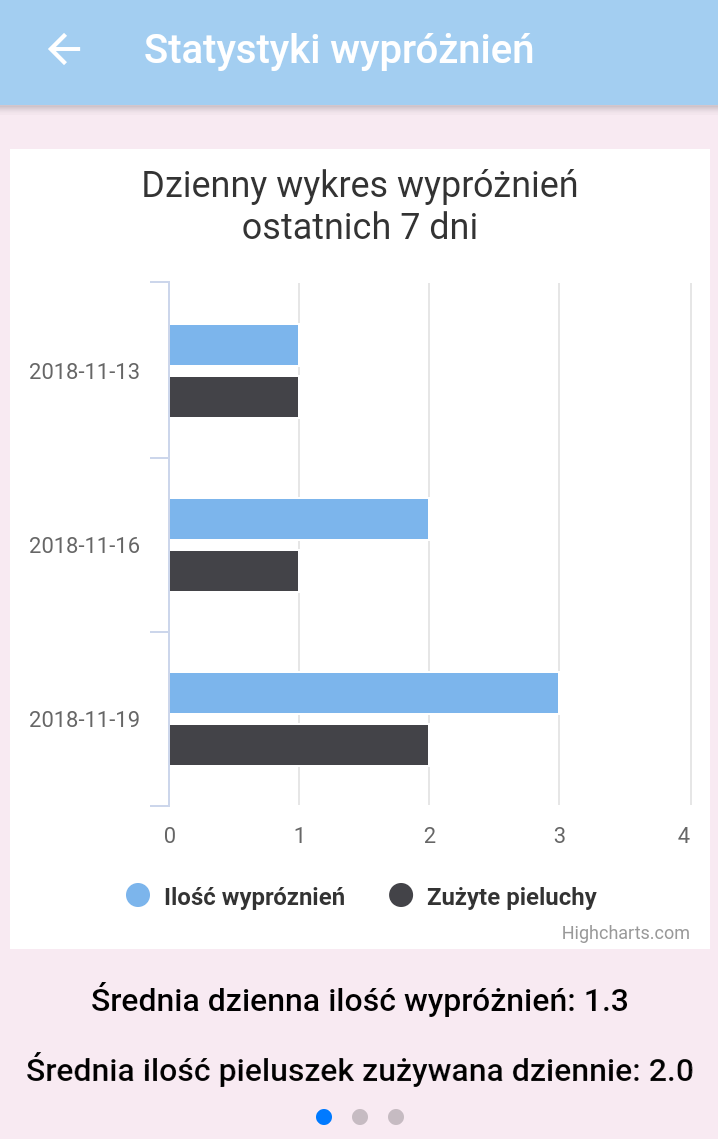 Statystyki wypróżnień
Dzienny wykres wypróżnień
ostatnich 7 dni
2018-11-13
2018-11-16
2018-11-19
0 1 2 3 4
Ilość wypróznień Zużyte pieluchy
Highcharts.com
Średnia dzienna ilość wypróżnień: 1.3
Średnia ilość pieluszek zużywana dziennie: 2.0